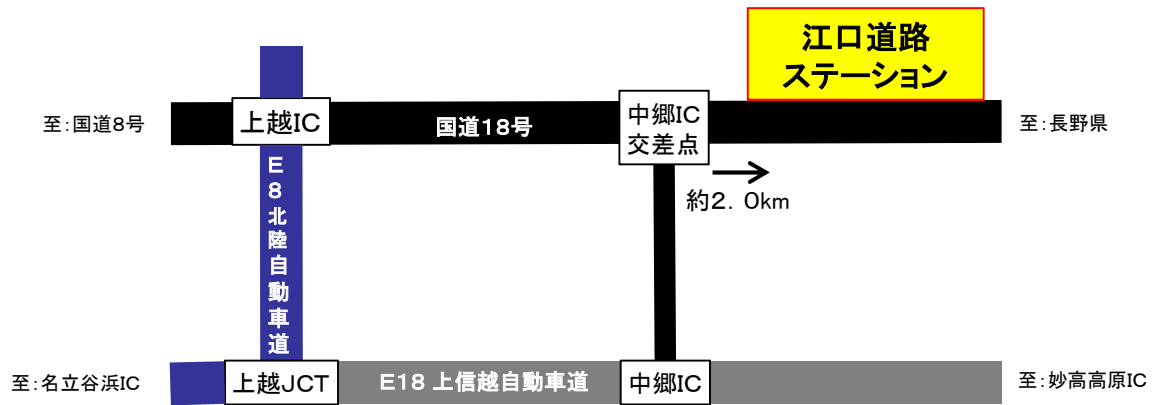 江口道路
ステーション
至:国道8号
上越IC
国道18号
中郷IC
交差点
至:長野県
約2.0km
E8北陸自動車道
至:名立谷浜IC
上越JCT
E18 上信越自動車道
中郷IC
至:妙高高原IC